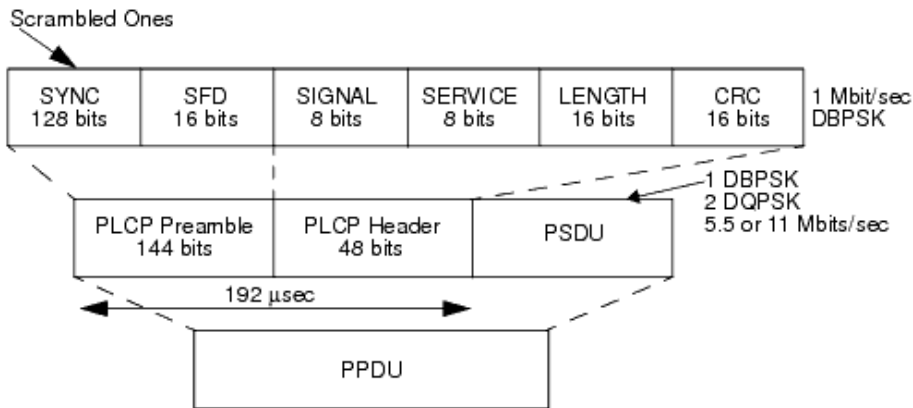 Scrambled Ones
SYNC
128 bits
SFD
16 bits
SIGNAL
8 bits
SERVICE
8 bits
LENGTH
16 bits
CRC
16 bits
1 Mbit/sec
DBPSK
1 DBPSK
2 DQPSK
5.5 or 11 Mbits/sec
PLCP Preamble
144 bits
PLCP Header
48 bits
PSDU
192 μsec
PPDU